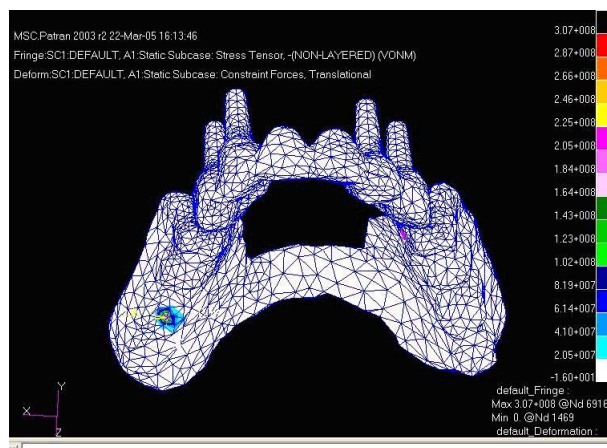 MSC.Patran 2003 r2 22-Mar-05 16:13:46
Fringe:SC1:DEFAULT, A1:Static Subcase: Stress Tensor, -(NON-LAYERED) (VONM)
Deform:SC1:DEFAULT, A1:Static Subcase: Constraint Forces, Translational
3.07+008
2.87+008
2.66+008
2.46+008
2.25+008
2.05+008
1.84+008
1.64+008
1.43+008
1.23+008
1.02+008
8.19+007
6.14+007
4.10+007
2.05+007
-1.60+001
default_Fringe :
Max 3.07+008 @Nd 6916
Min 0. @Nd 1469
default_Deformation :
Y
X
Z